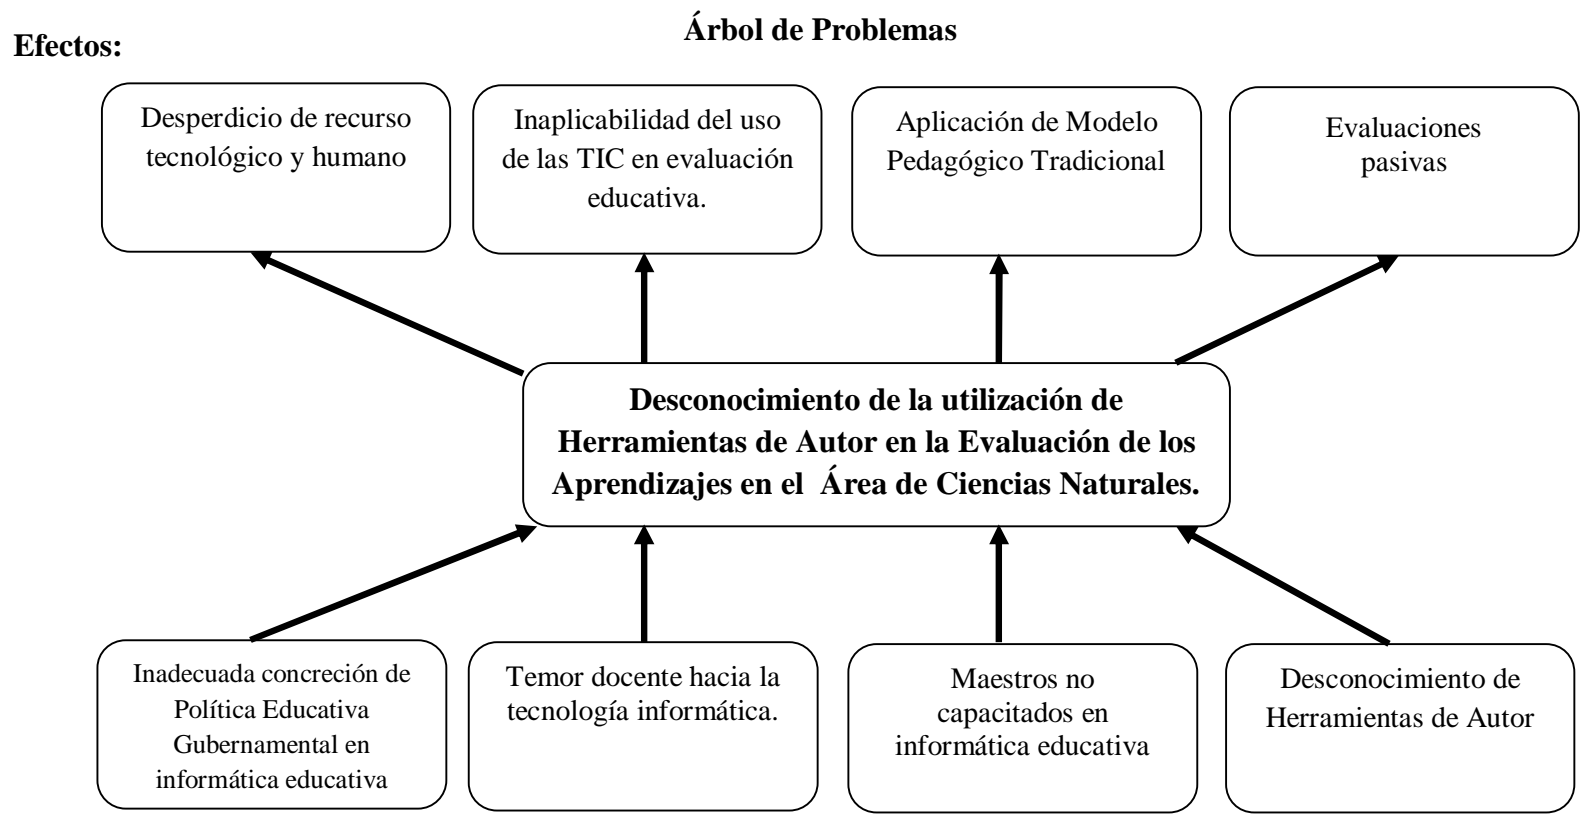 Árbol de Problemas
Efectos:
Desperdicio de recurso
tecnológico y humano
Inaplicabilidad del uso
de las TIC en evaluación
educativa.
Aplicación de Modelo
Pedagógico Tradicional
Evaluaciones
pasivas
Desconocimiento de la utilización de
Herramientas de Autor en la Evaluación de los
Aprendizajes en el  Área de Ciencias Naturales.
Inadecuada concreción de
Política Educativa
Gubernamental en
informática educativa
Temor docente hacia la
tecnología informática.
Maestros no
capacitados en
informática educativa
Desconocimiento de
Herramientas de Autor